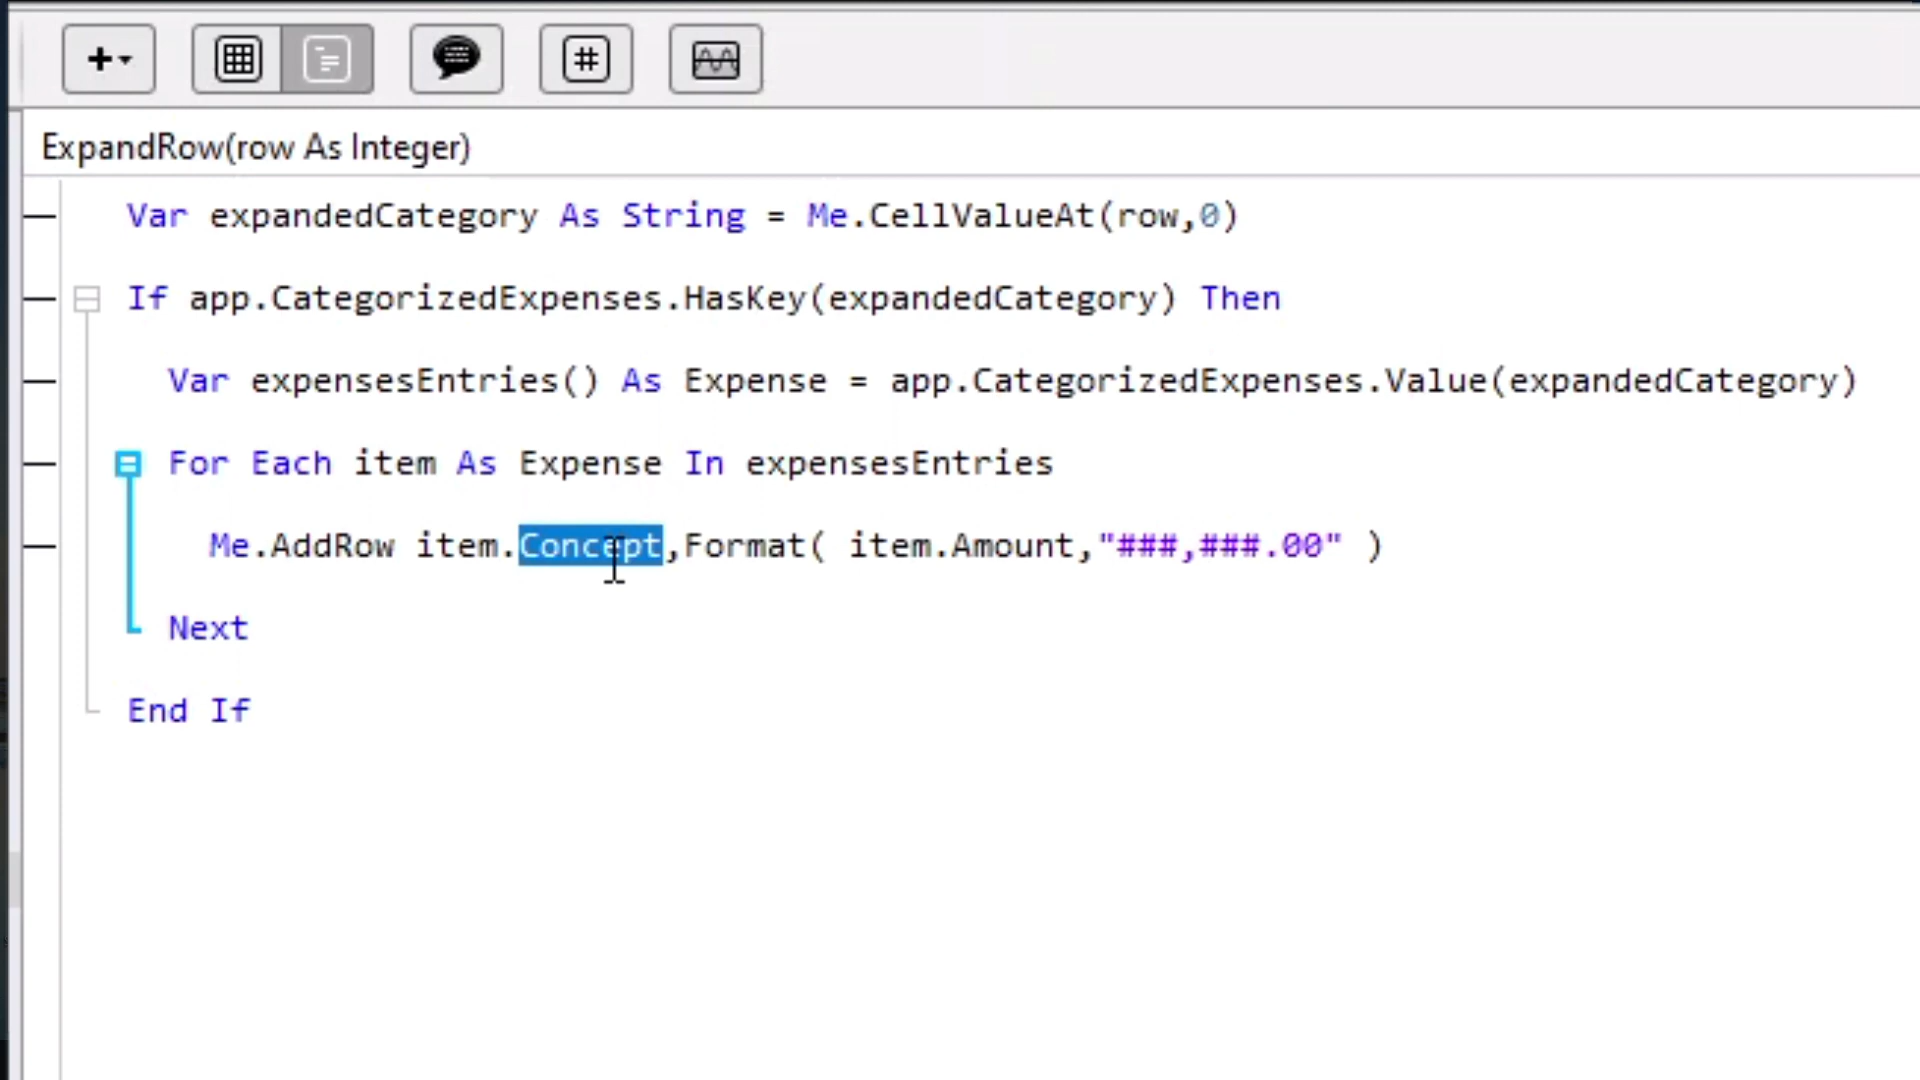 ExpandRow(row As Integer)
Var expandedCategory As String = Me.CellValueAt(row,0)
If app.CategorizedExpenses.HasKey(expandedCategory) Then
Var expensesEntries() As Expense = app.CategorizedExpenses.Value(expandedCategory)
For Each item As Expense In expensesEntries
Me.AddRow item.Concept,Format( item.Amount,"###,###.00" )
Next
End If